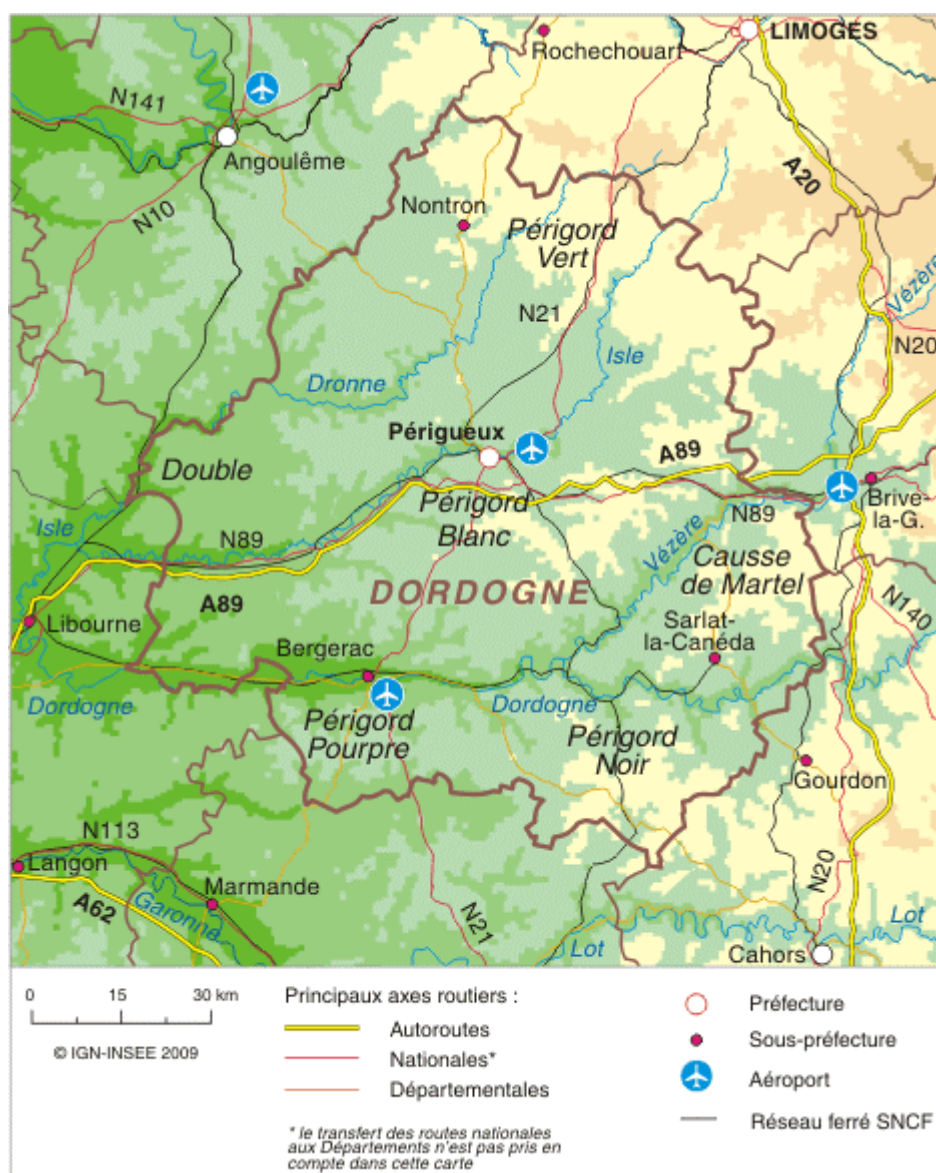 LIMOGES
Rochechouart
N141
Angoulême
A20
N10
Nontron
Périgord
Vert
Vézère
N21
N20
Isle
Dronne
Périgueux
Double
A89
Périgord
Blanc
Brive-
la-G.
N89
Isle
N89
Vézère
Causse
de Martel
DORDOGNE
A89
N140
Libourne
Sarlat-
la-Canéda
Bergerac
Dordogne
Dordogne
Périgord
Pourpre
Périgord
Noir
Gourdon
N113
Langon
N20
Marmande
A62
Garonne
N21
Lot
Lot
Cahors
0 15 30 km
© IGN-INSEE 2009
Principaux axes routiers :
Autoroutes
Nationales*
Départementales
* le transfert des routes nationales
aux Départements n'est pas pris en
compte dans cette carte
Préfecture
Sous-préfecture
Aéroport
Réseau ferré SNCF